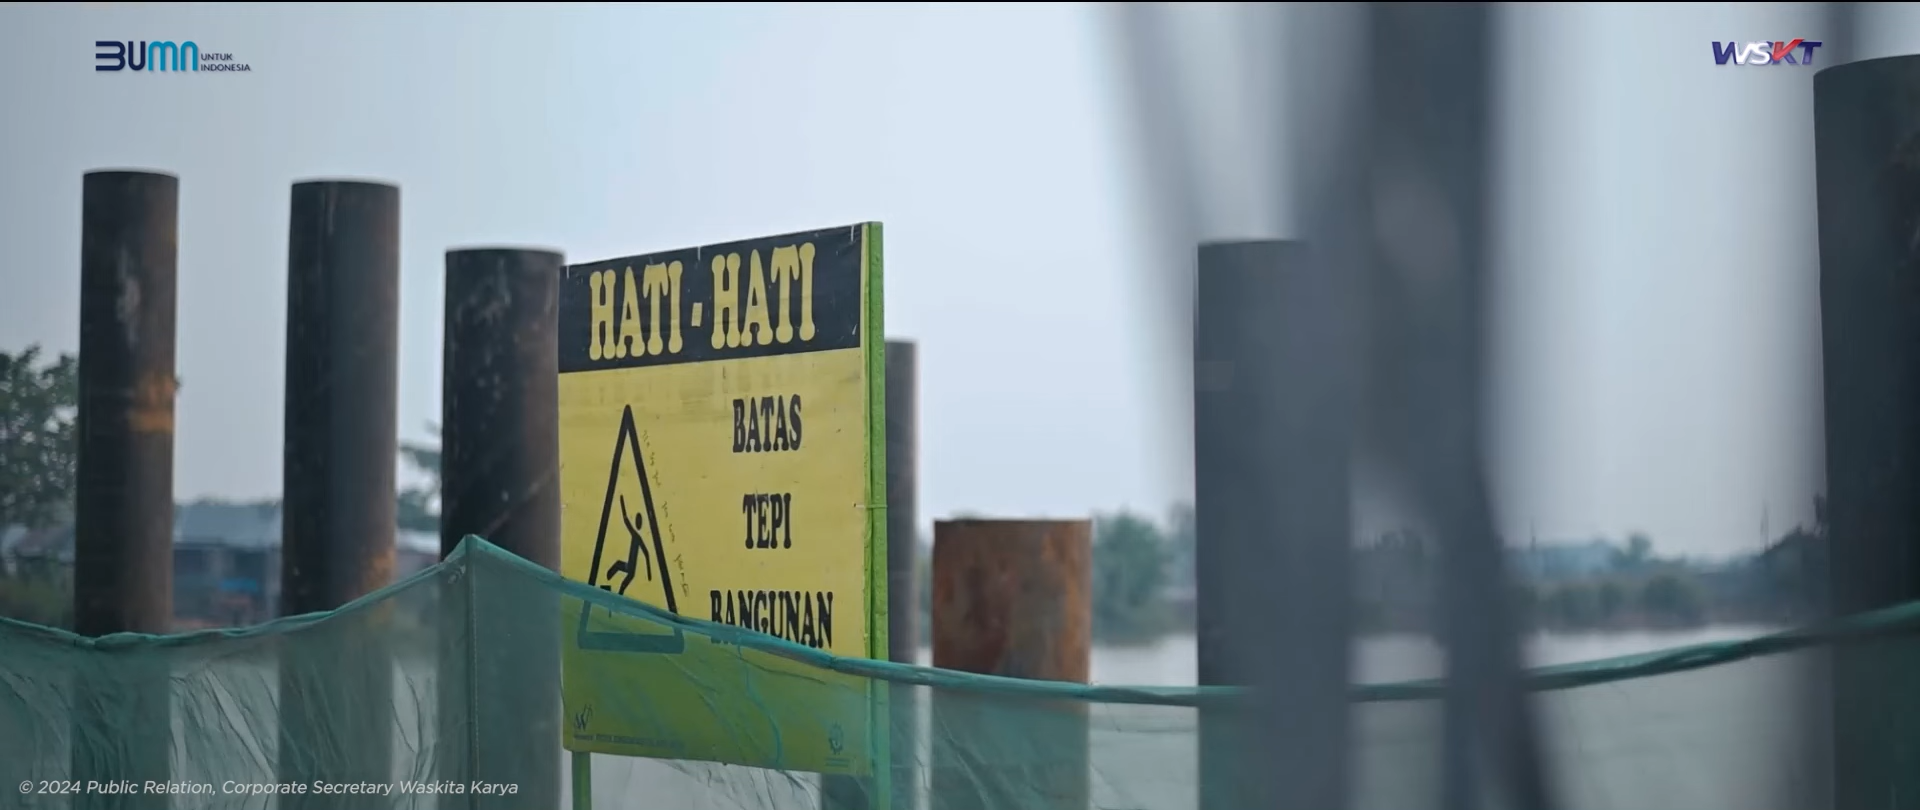 BUMN UNTUK
INDONESIA
WSKT
HATI - HATI
BATAS
TEPI
BANGUNAN
© 2024 Public Relation, Corporate Secretary Waskita Karya